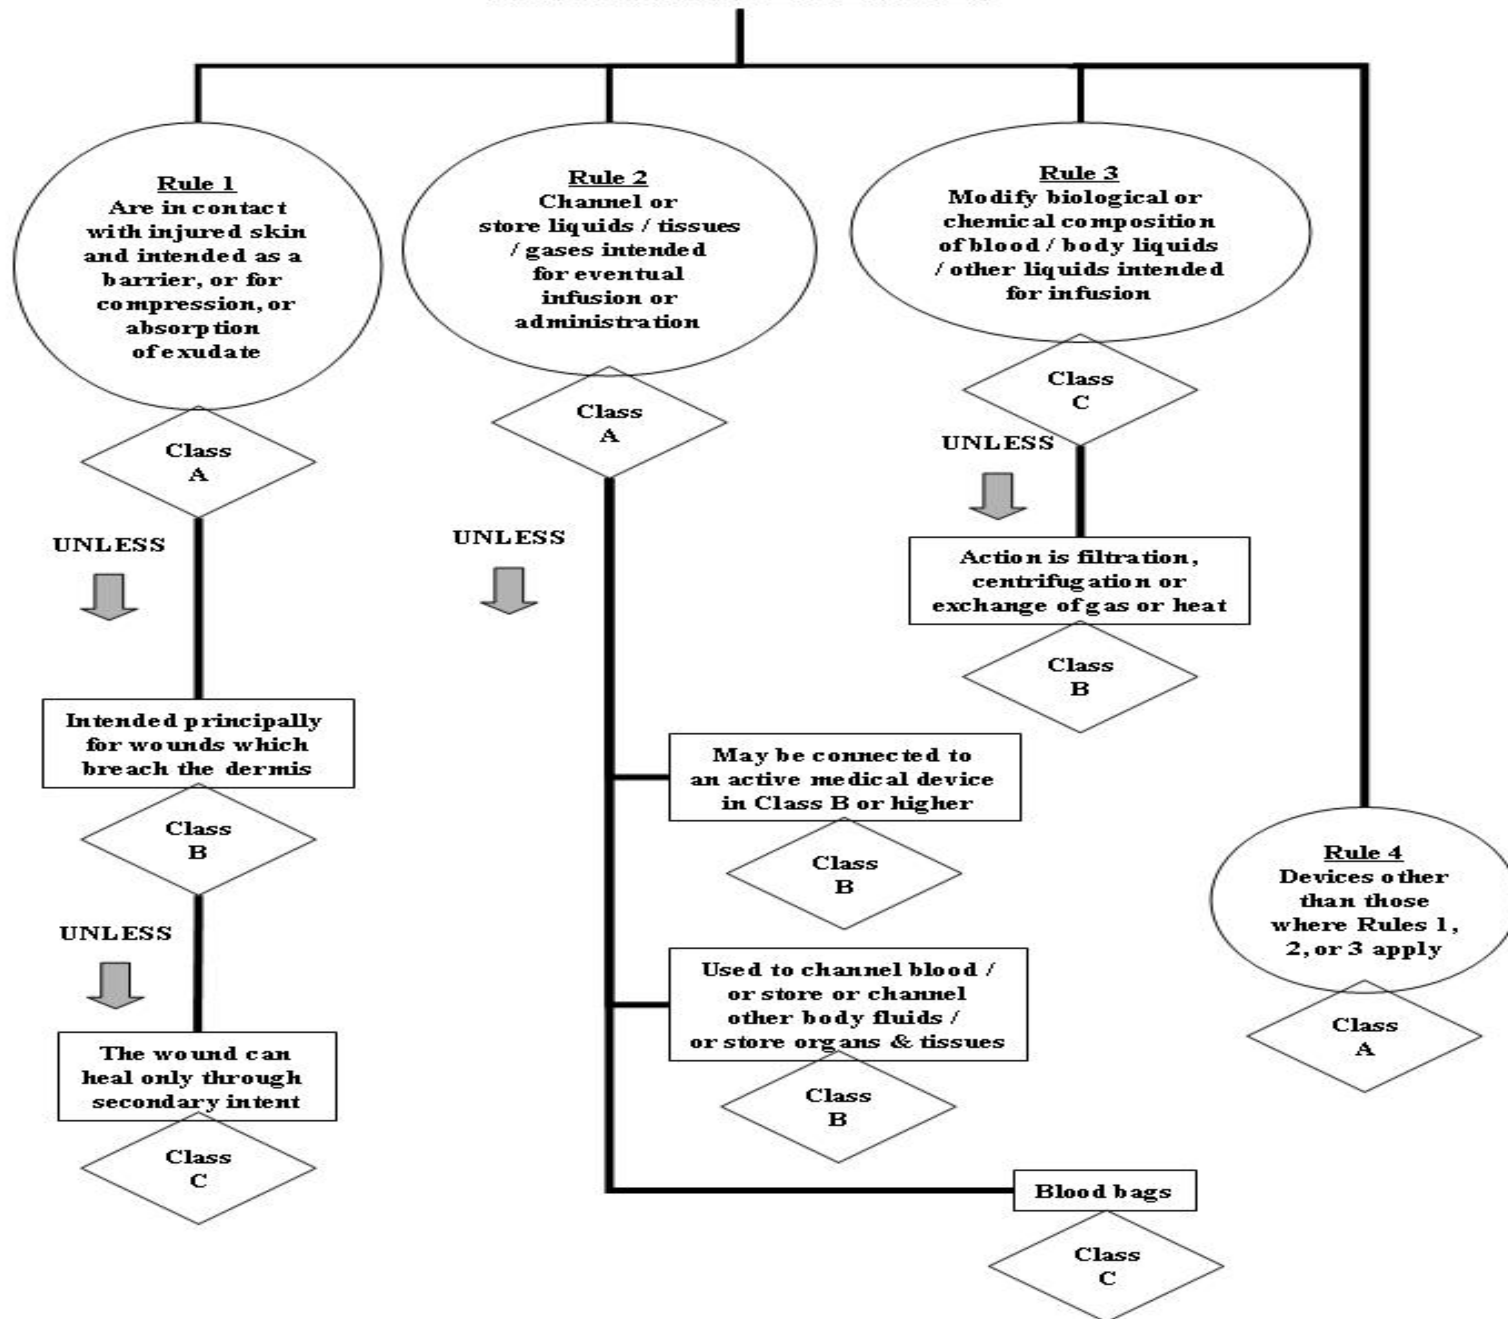 Rule 1
Are in contact
with injured skin
and intended as a
barrier, or for
compression, or
absorption
of exudate
Class
A
UNLESS
Intended principally
for wounds which
breach the dermis
Class
B
UNLESS
The wound can
heal only through
secondary intent
Class
C
Rule 2
Channel or
store liquids / tissues
/ gases intended
for eventual
infusion or
administration
Class
A
UNLESS
May be connected to
an active medical device
in Class B or higher
Class
B
Used to channel blood /
or store or channel
other body fluids /
or store organs & tissues
Class
B
Blood bags
Class
C
Rule 3
Modify biological or
chemical composition
of blood / body liquids
/ other liquids intended
for infusion
Class
C
UNLESS
Action is filtration,
centrifugation or
exchange of gas or heat
Class
B
Rule 4
Devices other
than those
where Rules 1,
2, or 3 apply
Class
A